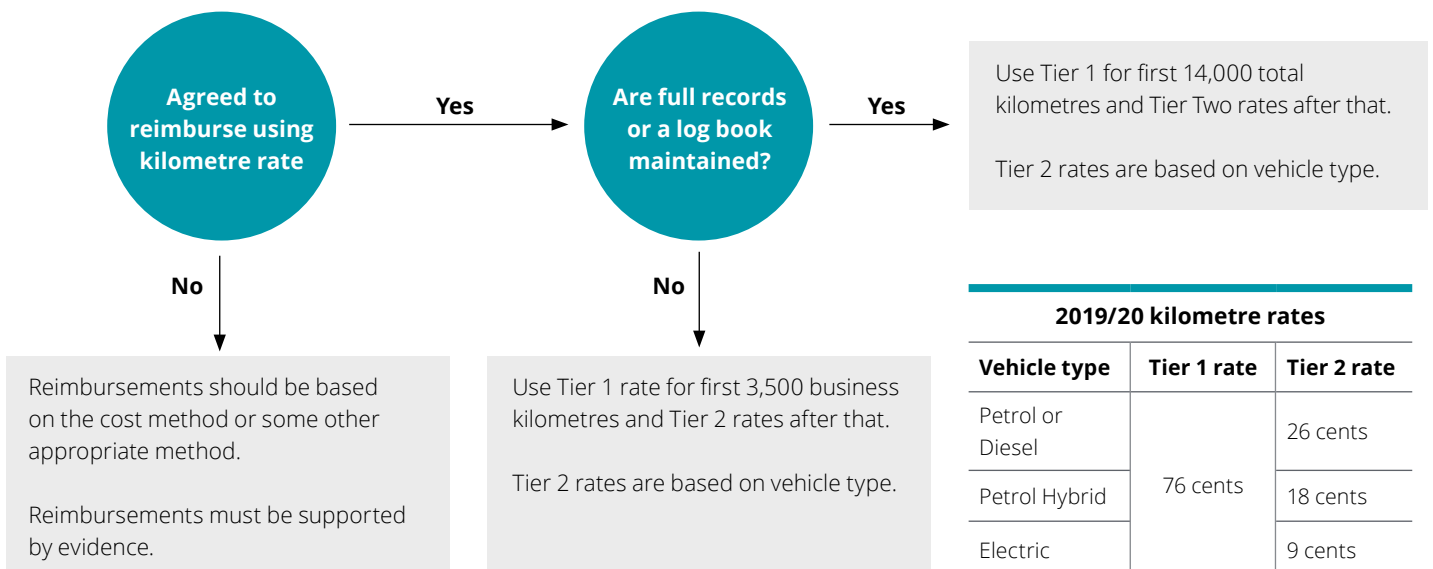 Agreed to
reimburse using
kilometre rate
Yes
Are full records
or a log book
maintained?
Yes
Use Tier 1 for first 14,000 total
kilometres and Tier Two rates after that.
Tier 2 rates are based on vehicle type.
No
Reimbursements should be based
on the cost method or some other
appropriate method.
Reimbursements must be supported
by evidence.
No
Use Tier 1 rate for first 3,500 business
kilometres and Tier 2 rates after that.
Tier 2 rates are based on vehicle type.
2019/20 kilometre rates
Vehicle type Tier 1 rate Tier 2 rate
Petrol or
Diesel
26 cents
76 cents
Petrol Hybrid
18 cents
Electric
9 cents